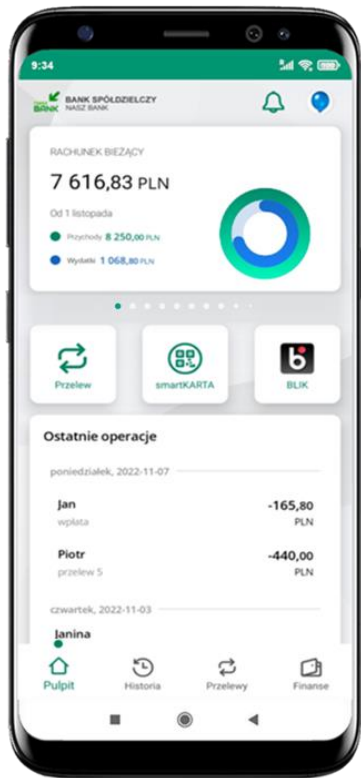 9:34
BANK SPÓŁDZIELCZY
NASZ BANK
RACHUNEK BIEŻĄCY
7 616,83 PLN
Od 1 listopada
Przychody 8 250,00 PLN
Wydatki 1 068,80 PLN
Przelew
smartKARTA
BLIK
Ostatnie operacje
poniedziałek, 2022-11-07
Jan -165,80
wpłata PLN
Piotr -440,00
przelew 5 PLN
czwartek, 2022-11-03
Janina
Pulpit Historia Przelewy Finanse